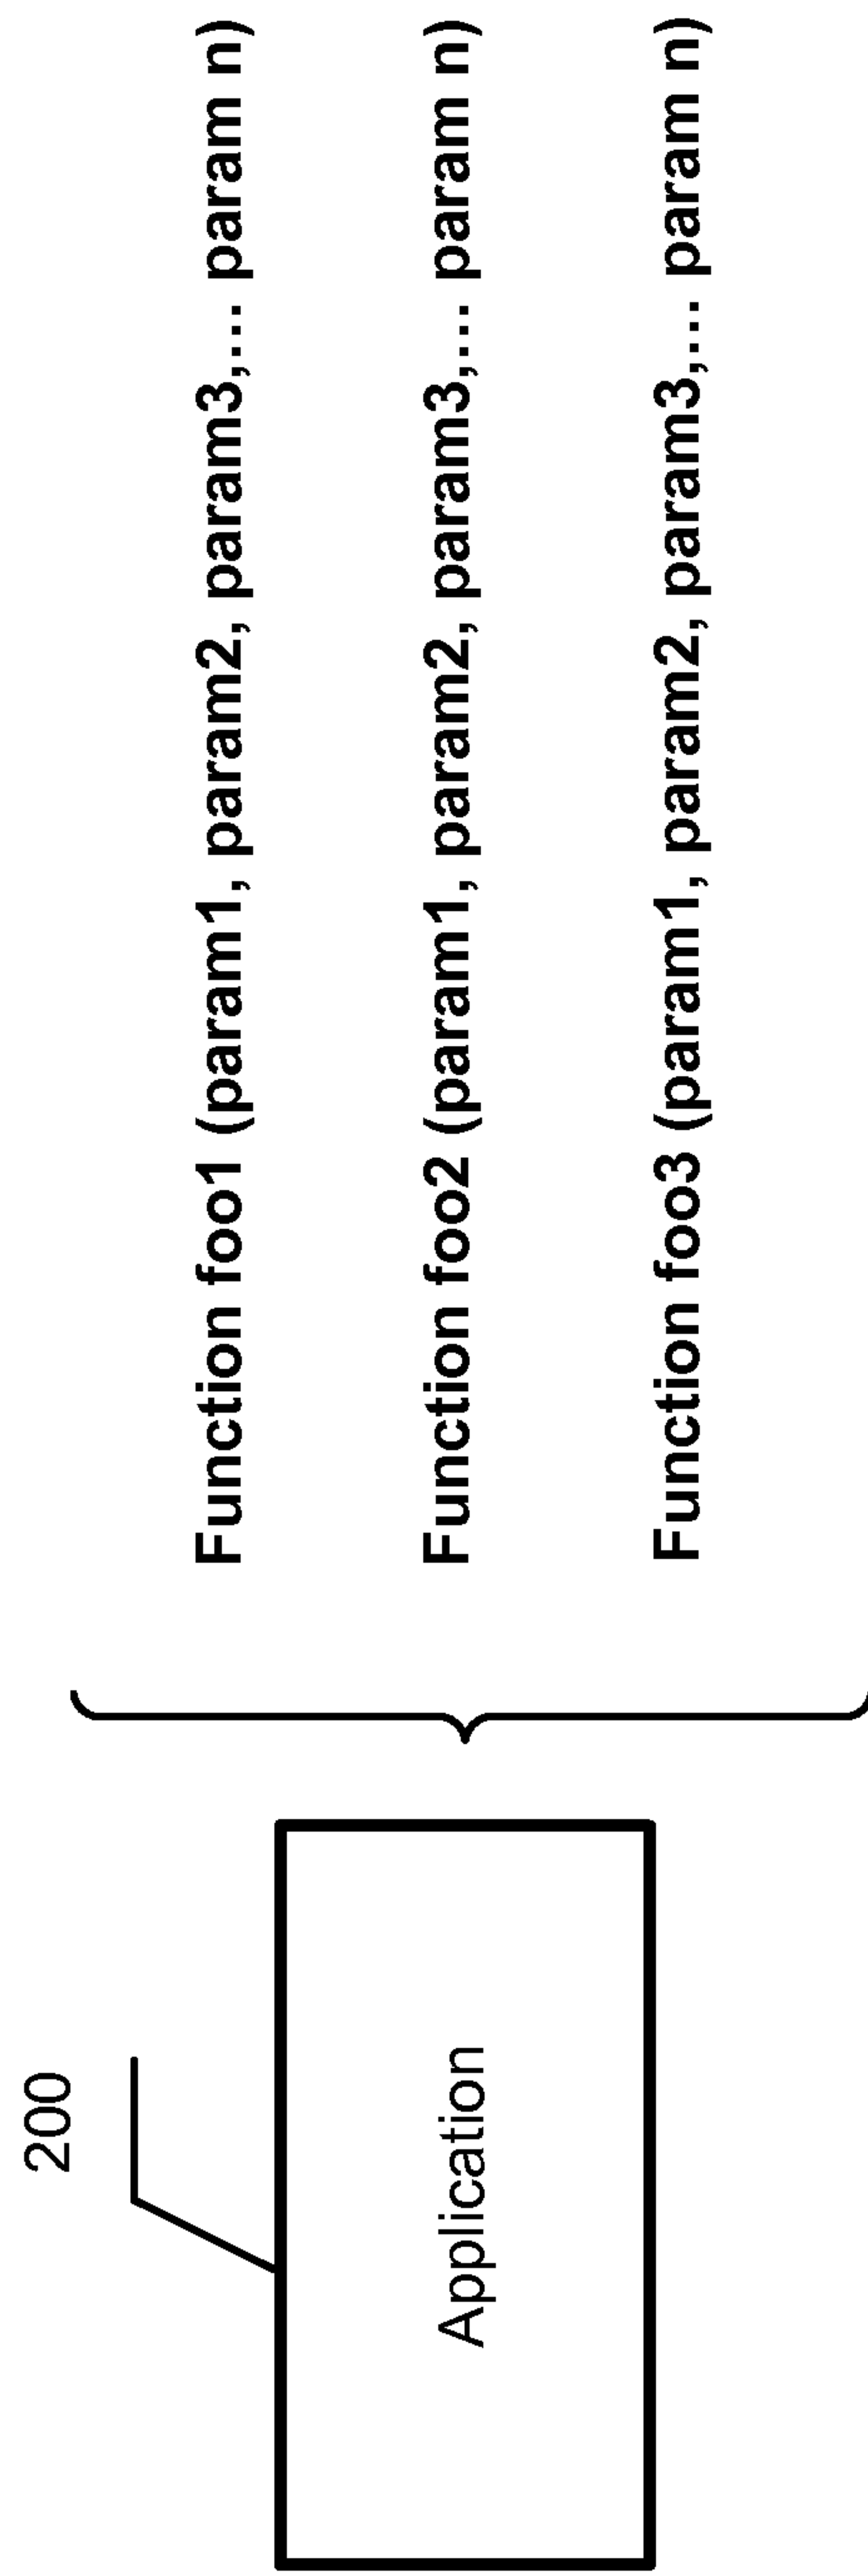 200
Application
Function foo1 (param1, param2, param3,... param n)
Function foo2 (param1, param2, param3,... param n)
Function foo3 (param1, param2, param3,... param n)